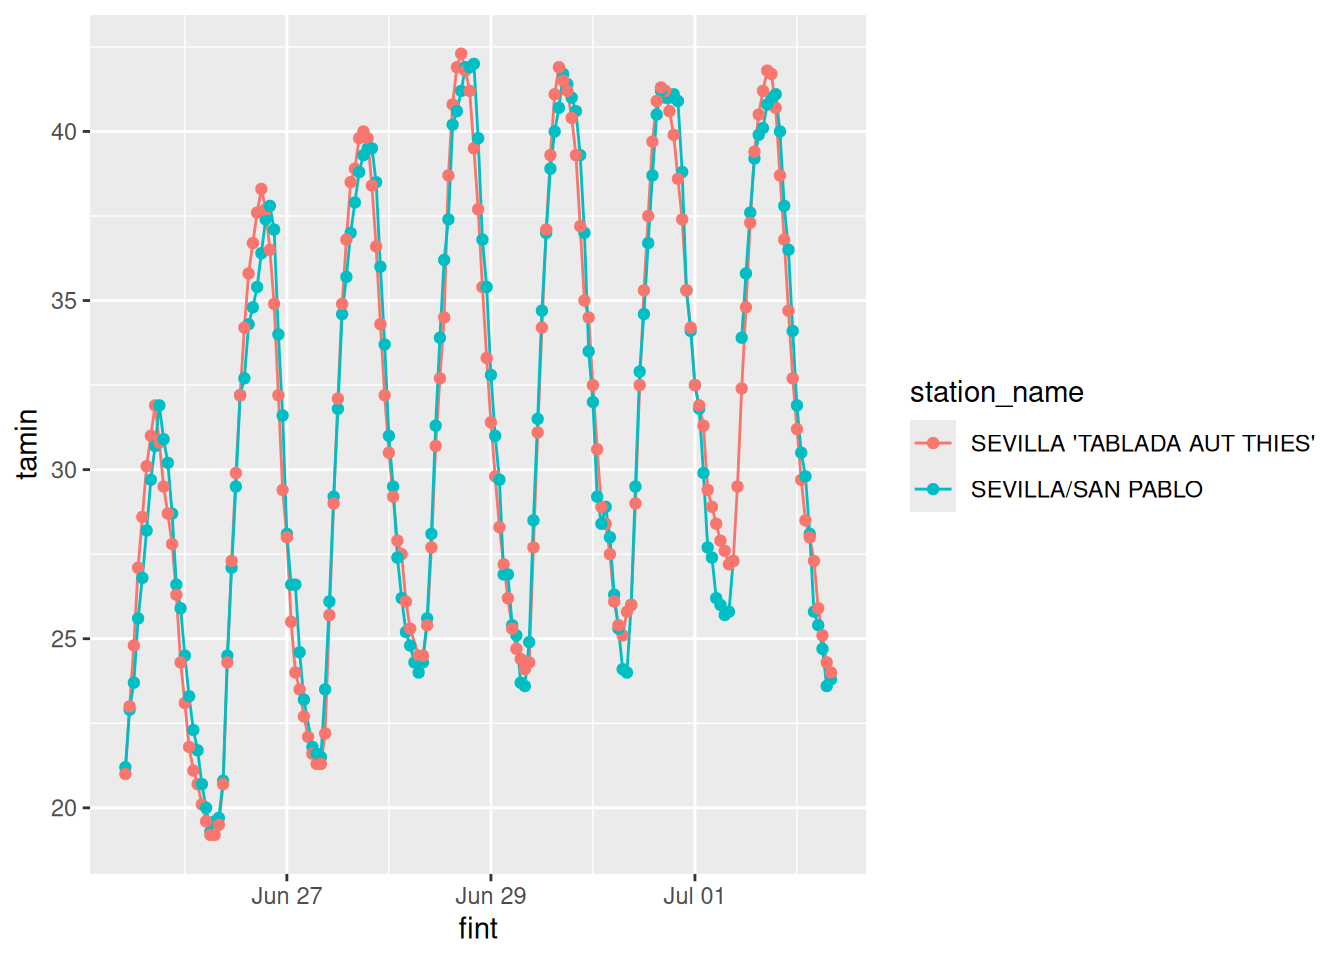 40
35
30
25
20
tamin
Jun 27
Jun 29
Jul 01
fint
station_name
SEVILLA 'TABLADA AUT THIES'
SEVILLA/SAN PABLO